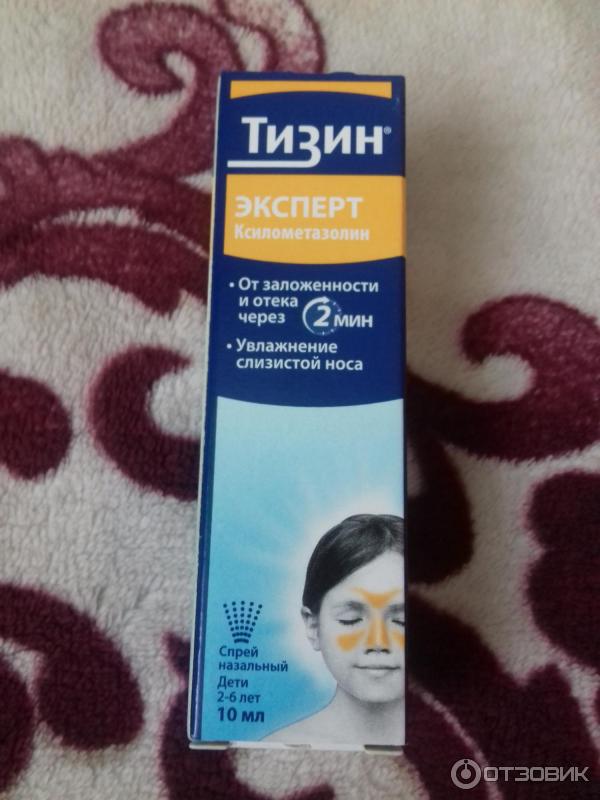 Тизин®
ЭКСПЕРТ
Ксилометазолин
• От заложенности
и отека
через 2 мин
• Увлажнение
слизистой носа
Спрей
назальный
Дети
2-6 лет
10 мл
ОТЗОВИК